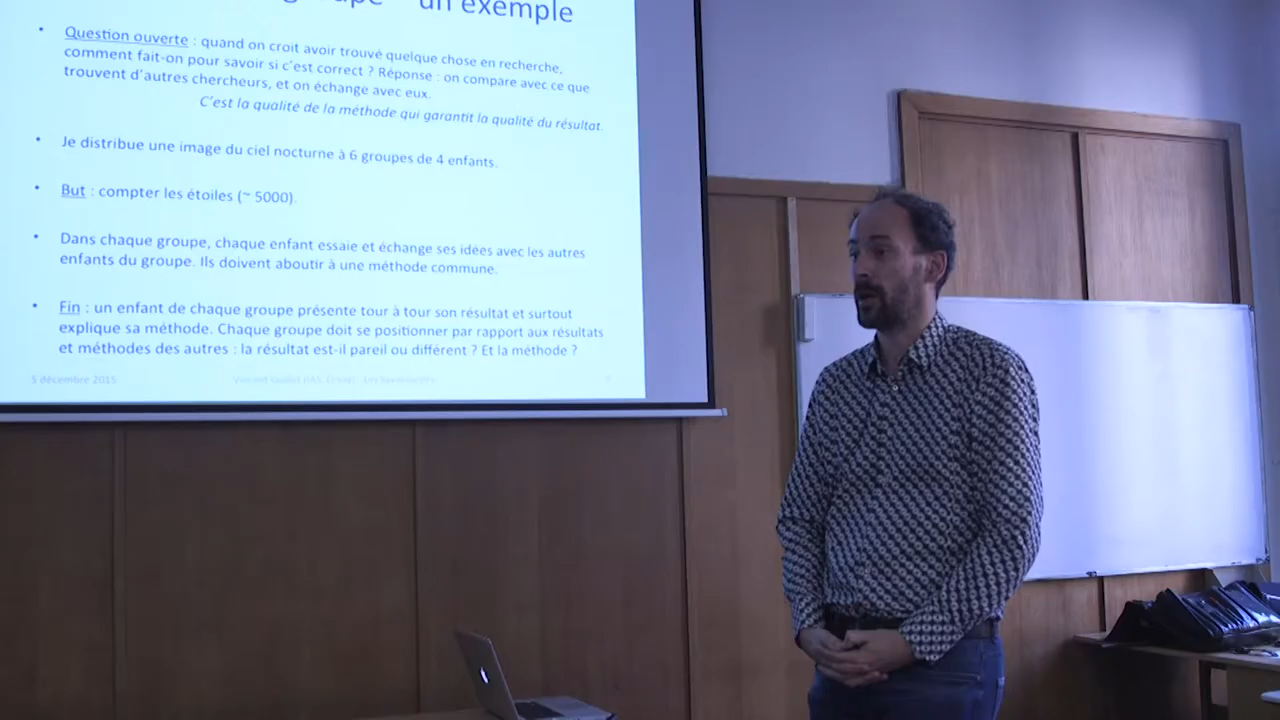 groupe – un exemple
• Question ouverte : quand on croit avoir trouvé quelque chose en recherche,
comment fait-on pour savoir si c'est correct ? Réponse : on compare avec ce que
trouvent d'autres chercheurs, et on échange avec eux.
C'est la qualité de la méthode qui garantit la qualité du résultat.
• Je distribue une image du ciel nocturne à 6 groupes de 4 enfants.
• But : compter les étoiles (~ 5000).
• Dans chaque groupe, chaque enfant essaie et échange ses idées avec les autres
enfants du groupe. Ils doivent aboutir à une méthode commune.
• Fin : un enfant de chaque groupe présente tour à tour son résultat et surtout
explique sa méthode. Chaque groupe doit se positionner par rapport aux résultats
et méthodes des autres : la résultat est-il pareil ou différent ? Et la méthode ?
5 décembre 2015